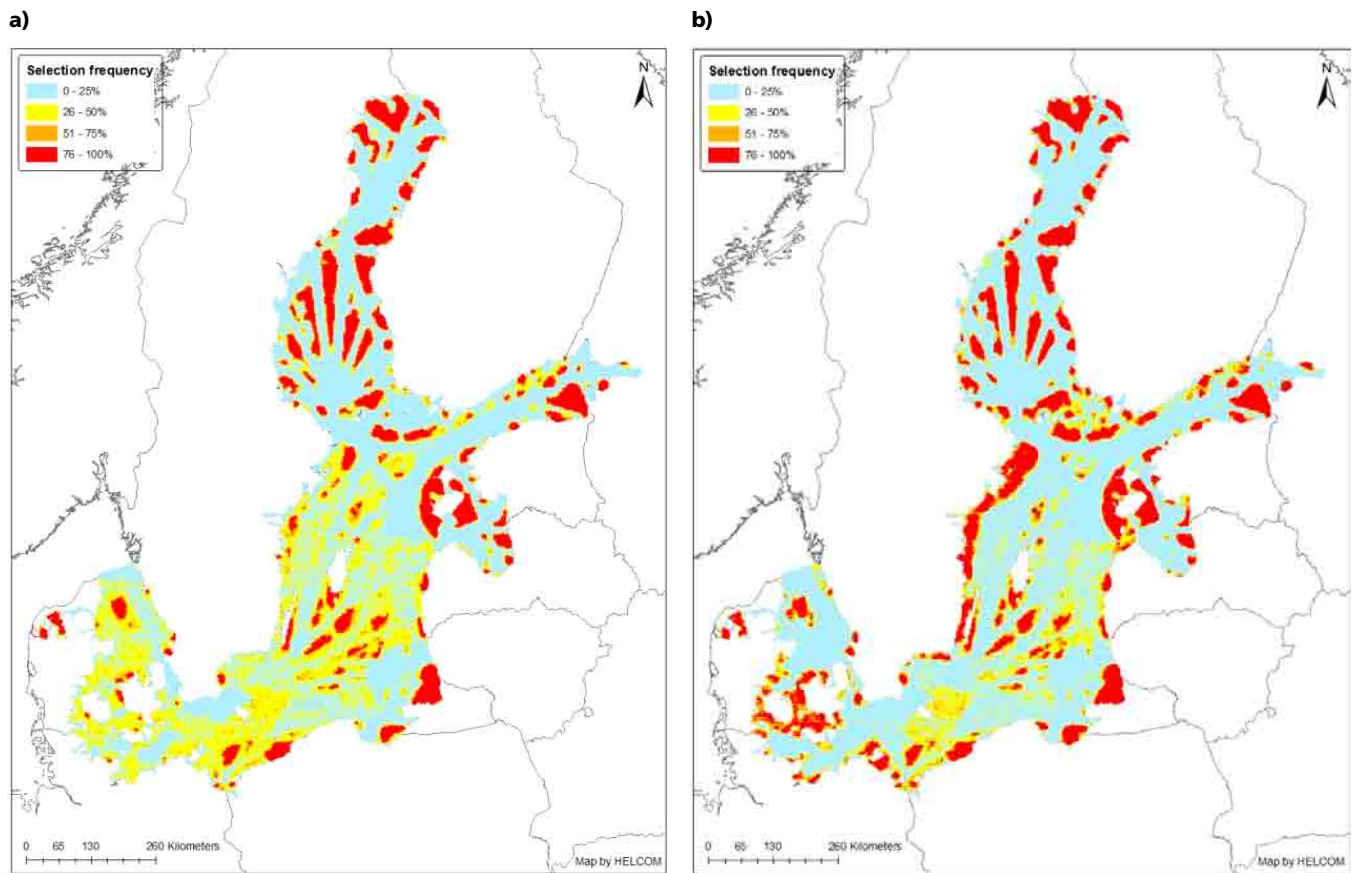 a)
Selection frequency
0 - 25%
26 - 50%
51 - 75%
76 - 100%
N
0 65 130 260 Kilometers
Map by HELCOM
b)
Selection frequency
0 - 25%
26 - 50%
51 - 75%
76 - 100%
N
0 65 130 260 Kilometers
Map by HELCOM